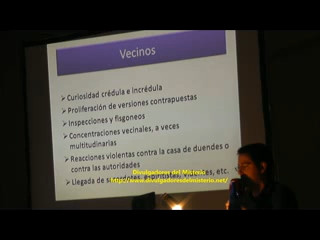 Vecinos
➢ Curiosidad crédula e incrédula
➢ Proliferación de versiones contrapuestas
➢ Inspecciones y fisgoneos
➢ Concentraciones vecinales, a veces
multitudinarias
➢ Reacciones violentas contra la casa de duendes o
contra las autoridades
➢ Llegada de etc.
Divulgadores del Misterio
http://www.divulgadoresdelmisterio.net/